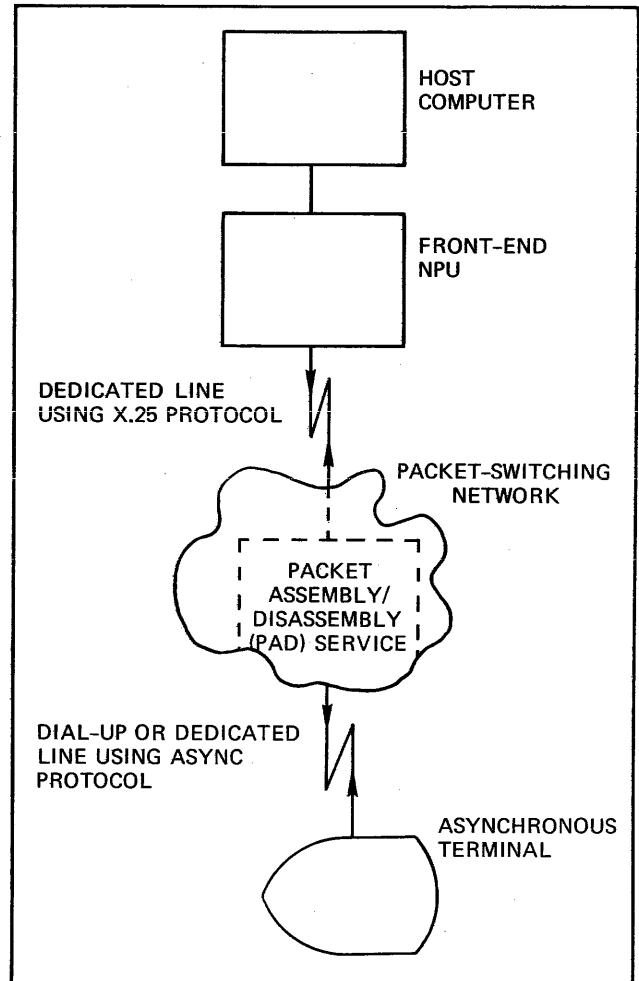 HOST
COMPUTER
FRONT-END
NPU
DEDICATED LINE
USING X.25 PROTOCOL
PACKET-SWITCHING
NETWORK
PACKET
ASSEMBLY/
DISASSEMBLY
(PAD) SERVICE
DIAL-UP OR DEDICATED
LINE USING ASYNC
PROTOCOL
ASYNCHRONOUS
TERMINAL